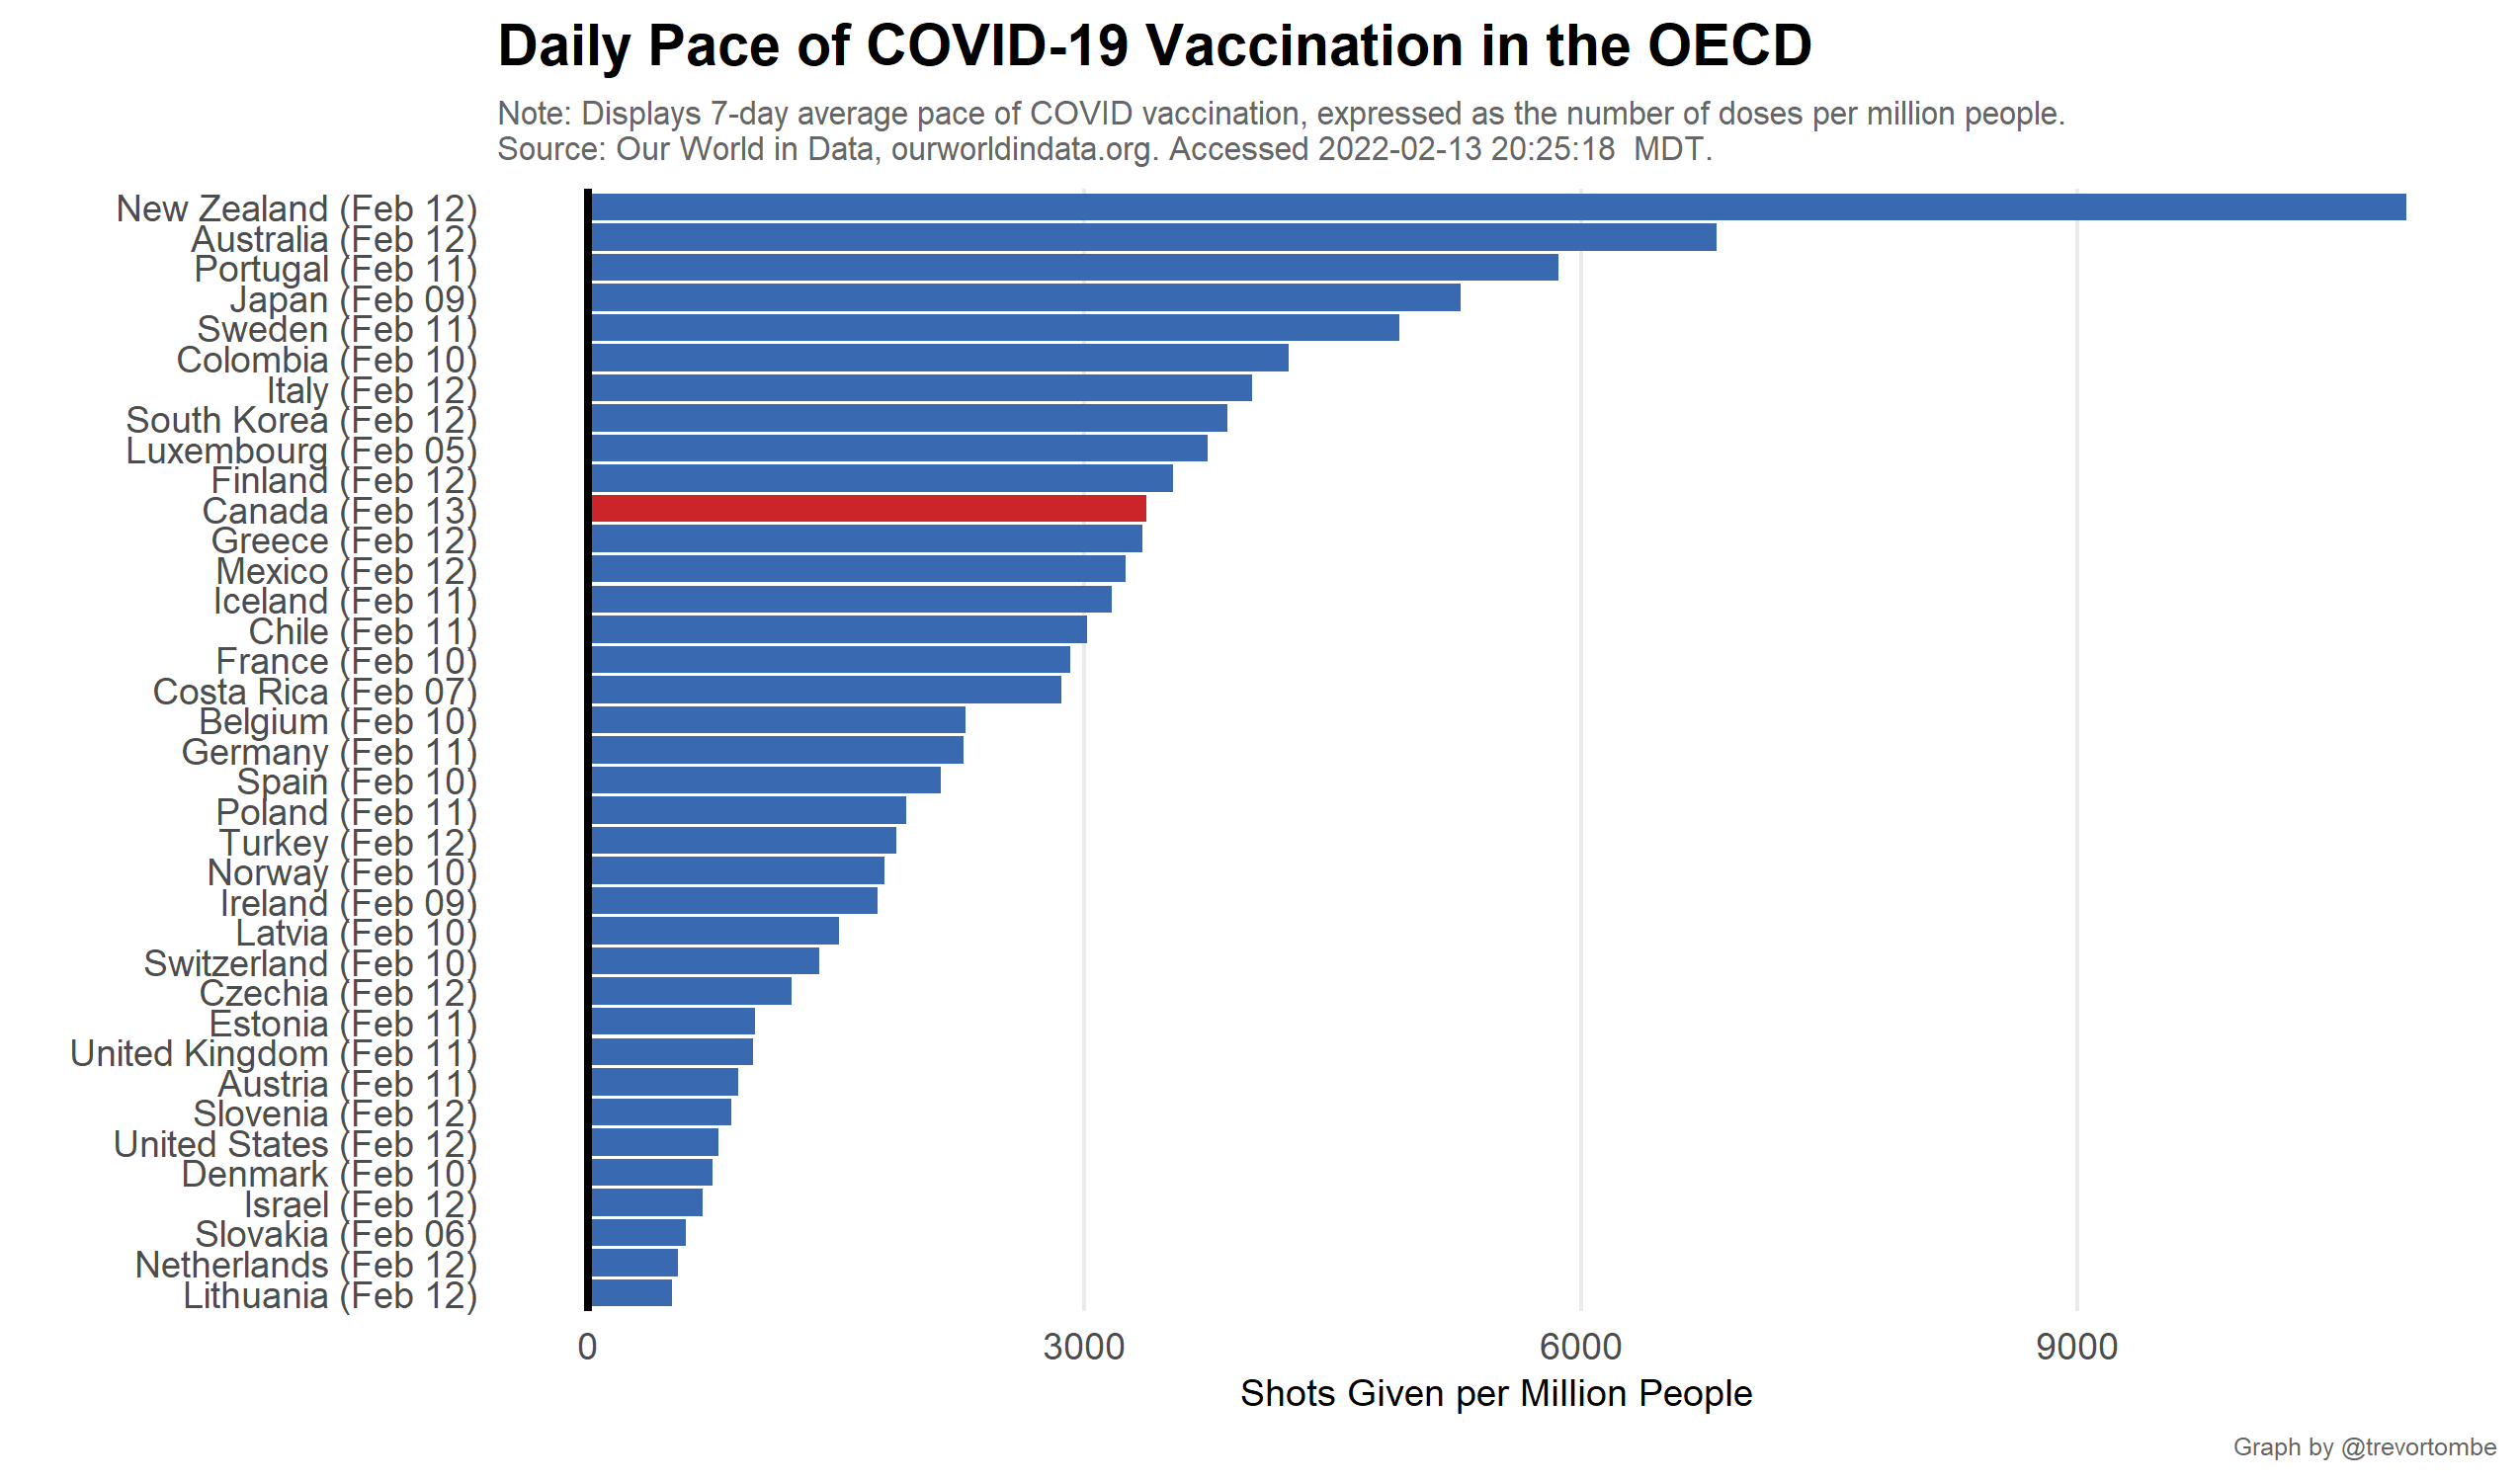 Daily Pace of COVID-19 Vaccination in the OECD
Note: Displays 7-day average pace of COVID vaccination, expressed as the number of doses per million people.
Source: Our World in Data, ourworldindata.org. Accessed 2022-02-13 20:25:18  MDT.
New Zealand (Feb 12)
Australia (Feb 12)
Portugal (Feb 11)
Japan (Feb 09)
Sweden (Feb 11)
Colombia (Feb 10)
Italy (Feb 12)
South Korea (Feb 12)
Luxembourg (Feb 05)
Finland (Feb 12)
Canada (Feb 13)
Greece (Feb 12)
Mexico (Feb 12)
Iceland (Feb 11)
Chile (Feb 11)
France (Feb 10)
Costa Rica (Feb 07)
Belgium (Feb 10)
Germany (Feb 11)
Spain (Feb 10)
Poland (Feb 11)
Turkey (Feb 12)
Norway (Feb 10)
Ireland (Feb 09)
Latvia (Feb 10)
Switzerland (Feb 10)
Czechia (Feb 12)
Estonia (Feb 11)
United Kingdom (Feb 11)
Austria (Feb 11)
Slovenia (Feb 12)
United States (Feb 12)
Denmark (Feb 10)
Israel (Feb 12)
Slovakia (Feb 06)
Netherlands (Feb 12)
Lithuania (Feb 12)
0 3000 6000 9000
Shots Given per Million People
Graph by @trevortombe